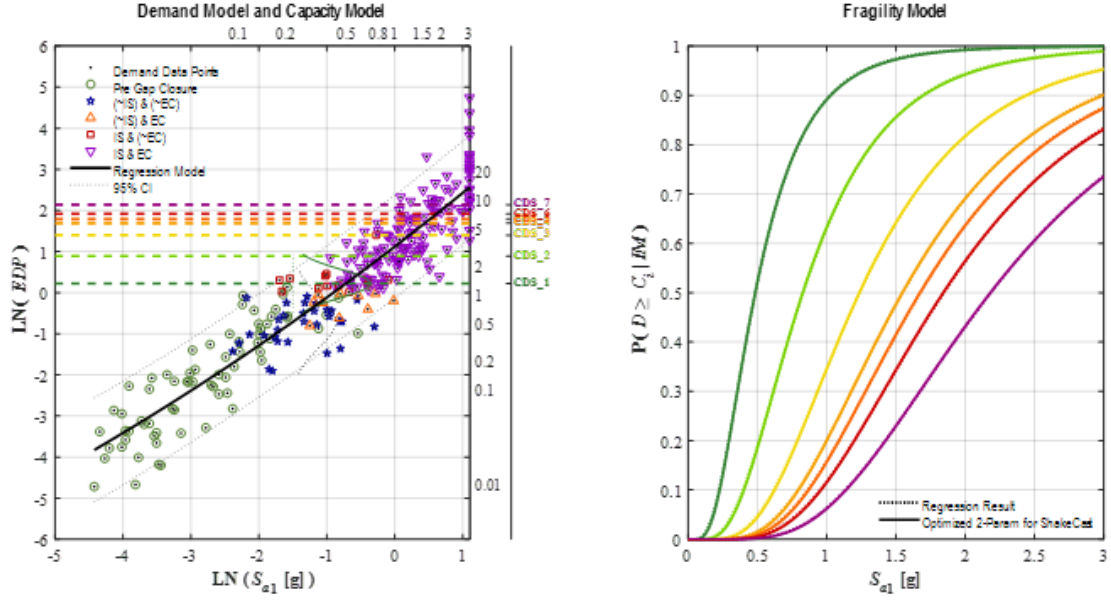 Demand Model and Capacity Model
0.1 0.2 0.5 0.8 1 1.5 2 3
6
5
4
3
2
1
0
-1
-2
-3
-4
-5
-6
LN( EDP )
Demand Data Points
Pre Gap Closure
(~IS) & (~EC)
(~IS) & EC
IS & (~EC)
IS & EC
Regression Model
95% CI
20
10
5
2
1
0.5
0.2
0.1
0.01
CDS_7
CDS_3
CDS_2
CDS_1
-5 -4 -3 -2 -1 0 1
LN ( Sa1 [g] )
Fragility Model
1
0.9
0.8
0.7
0.6
0.5
0.4
0.3
0.2
0.1
0
P( D ≥ Ci | IM )
Regression Result
Optimized 2-Param for ShakeCast
0 0.5 1 1.5 2 2.5 3
Sa1 [g]